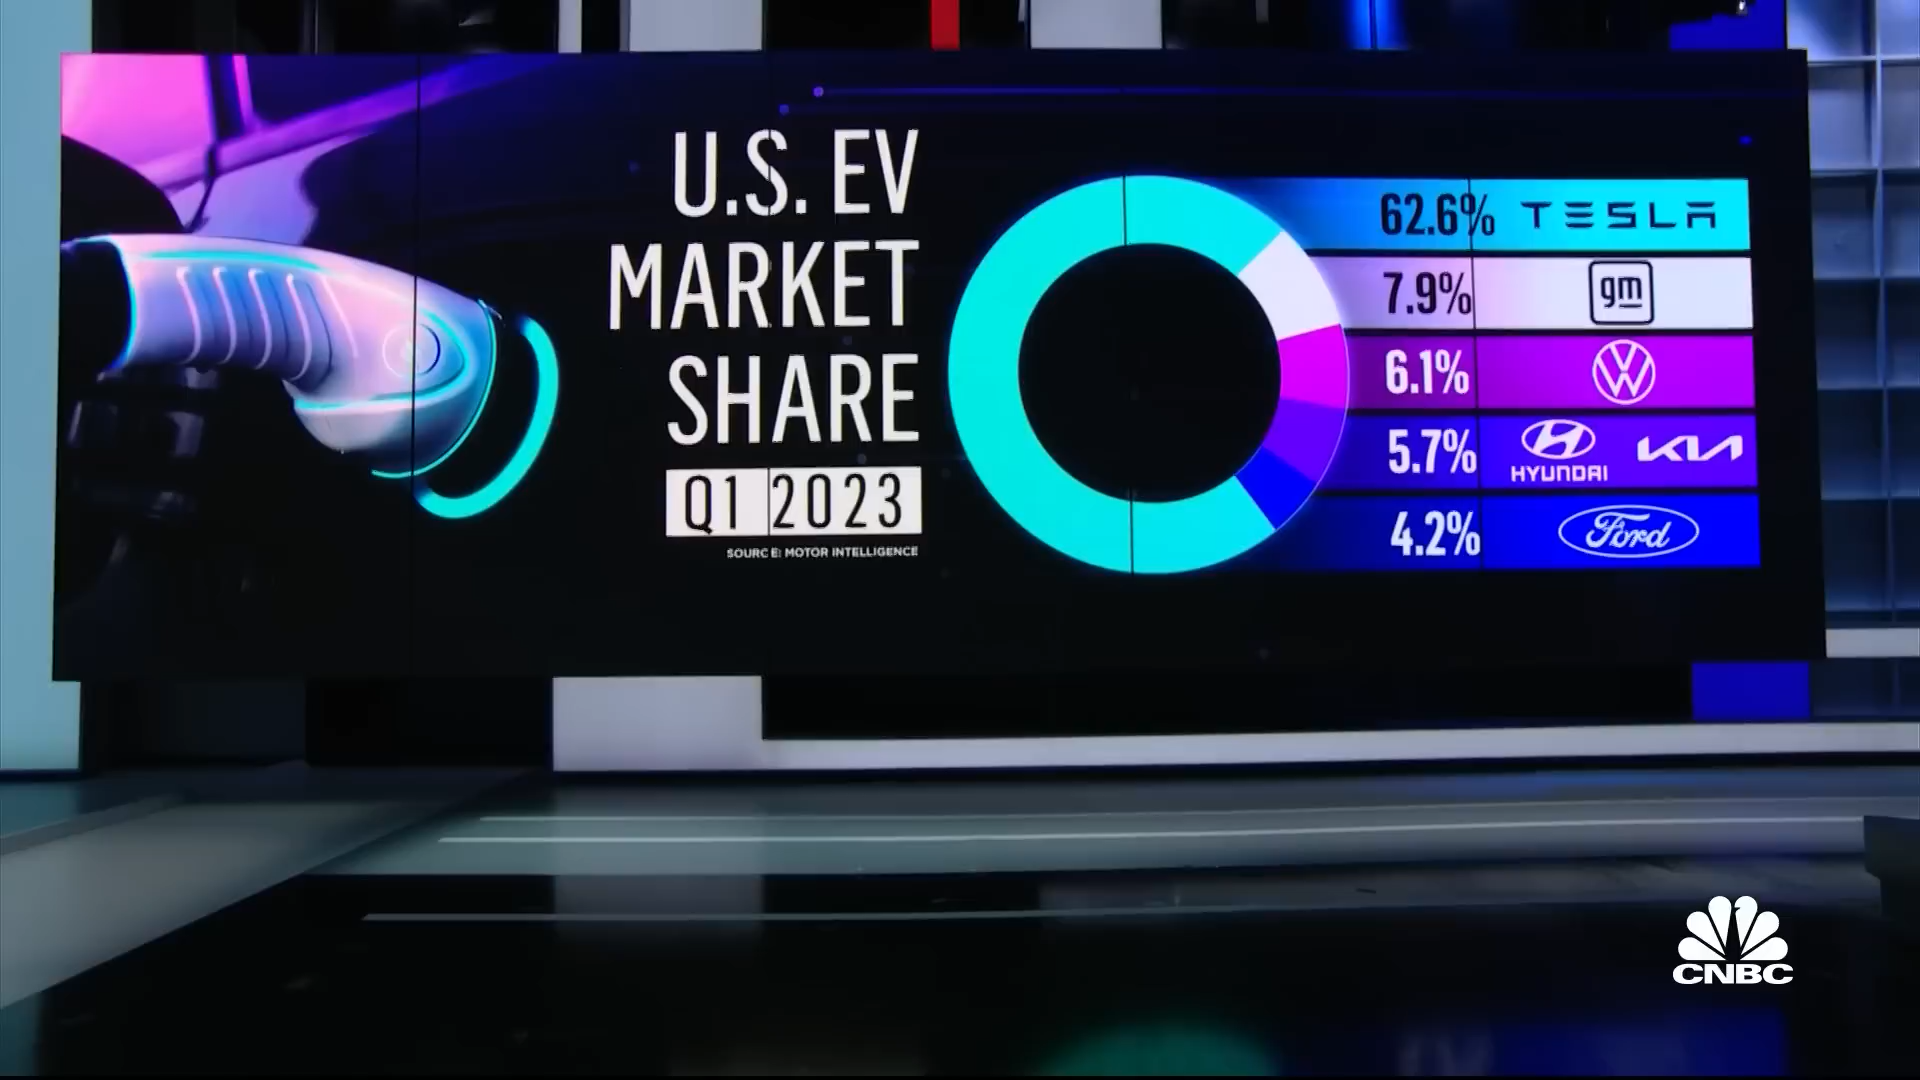 U.S. EV
MARKET
SHARE
Q1 2023
SOURCE: MOTOR INTELLIGENCE
62.6% TESLA
7.9% gm
6.1% VW
5.7% HYUNDAI KIA
4.2% Ford
CNBC